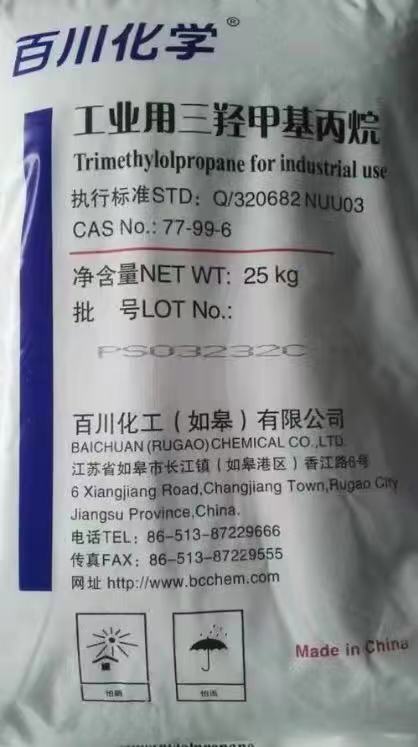 百川化学®
工业用三羟甲基丙烷
Trimethylolpropane for industrial use
执行标准STD: Q/320682 NUU03
CAS No.: 77-99-6
净含量NET WT: 25 kg
批 号LOT No.:
PS03232C
百川化工（如皋）有限公司
BAICHUAN (RUGAO) CHEMICAL CO.,LTD.
江苏省如皋市长江镇（如皋港区）香江路6号
6 Xiangjiang Road,Changjiang Town,Rugao City
Jiangsu Province,China.
电话TEL: 86-513-87229666
传真FAX: 86-513-87229555
网址 http://www.bcchem.com
怕晒
怕雨
Made in China